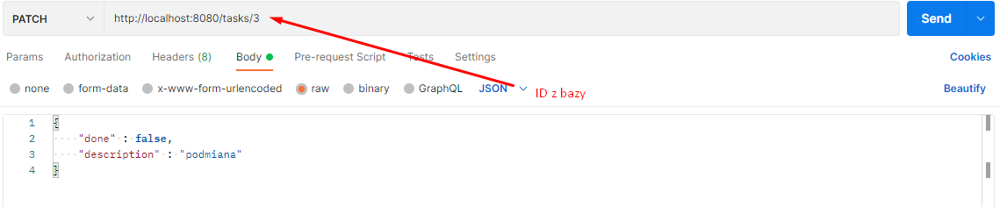 PATCH http://localhost:8080/tasks/3 Send
Params Authorization Headers (8) Body Pre-request Script Tests Settings Cookies
none form-data x-www-form-urlencoded raw binary GraphQL JSON Beautify
ID z bazy
1 {
2 "done" : false,
3 "description" : "podmiana"
4 }